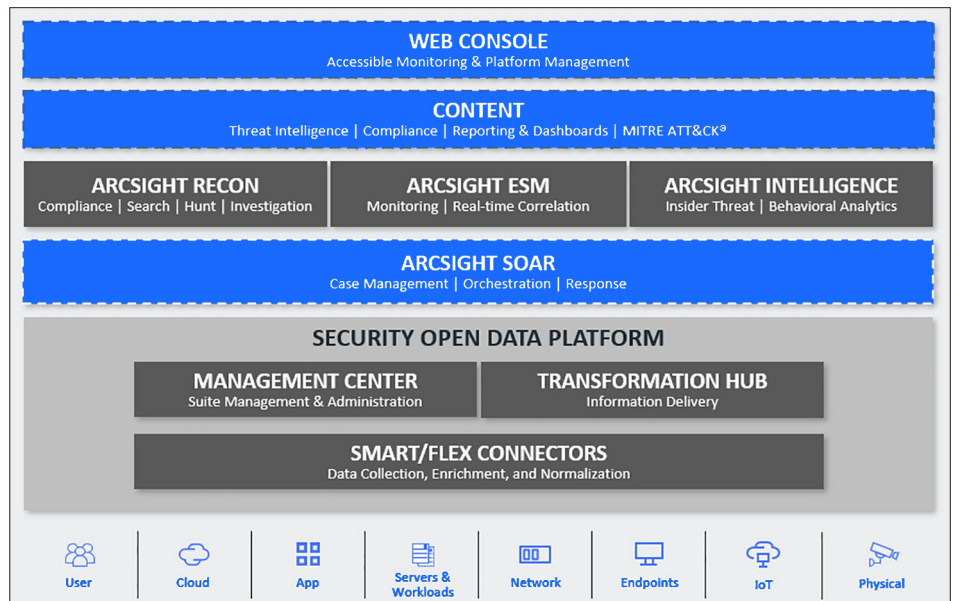 WEB CONSOLE
Accessible Monitoring & Platform Management
CONTENT
Threat Intelligence | Compliance | Reporting & Dashboards | MITRE ATT&CK®
ARCSIGHT RECON
Compliance | Search | Hunt | Investigation
ARCSIGHT ESM
Monitoring | Real-time Correlation
ARCSIGHT INTELLIGENCE
Insider Threat | Behavioral Analytics
ARCSIGHT SOAR
Case Management | Orchestration | Response
SECURITY OPEN DATA PLATFORM
MANAGEMENT CENTER
Suite Management & Administration
TRANSFORMATION HUB
Information Delivery
SMART/FLEX CONNECTORS
Data Collection, Enrichment, and Normalization
User
Cloud
App
Servers &
Workloads
Network
Endpoints
IoT
Physical